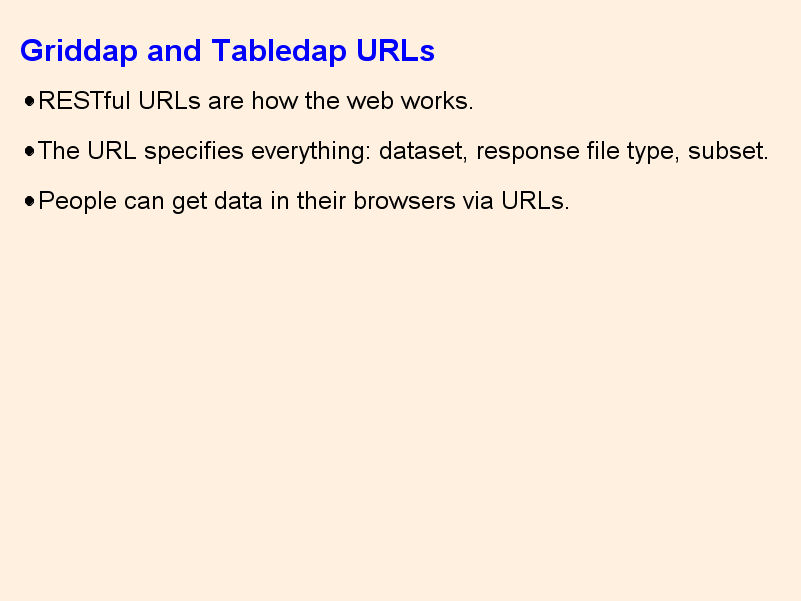 Griddap and Tabledap URLs
●RESTful URLs are how the web works.
●The URL specifies everything: dataset, response file type, subset.
●People can get data in their browsers via URLs.